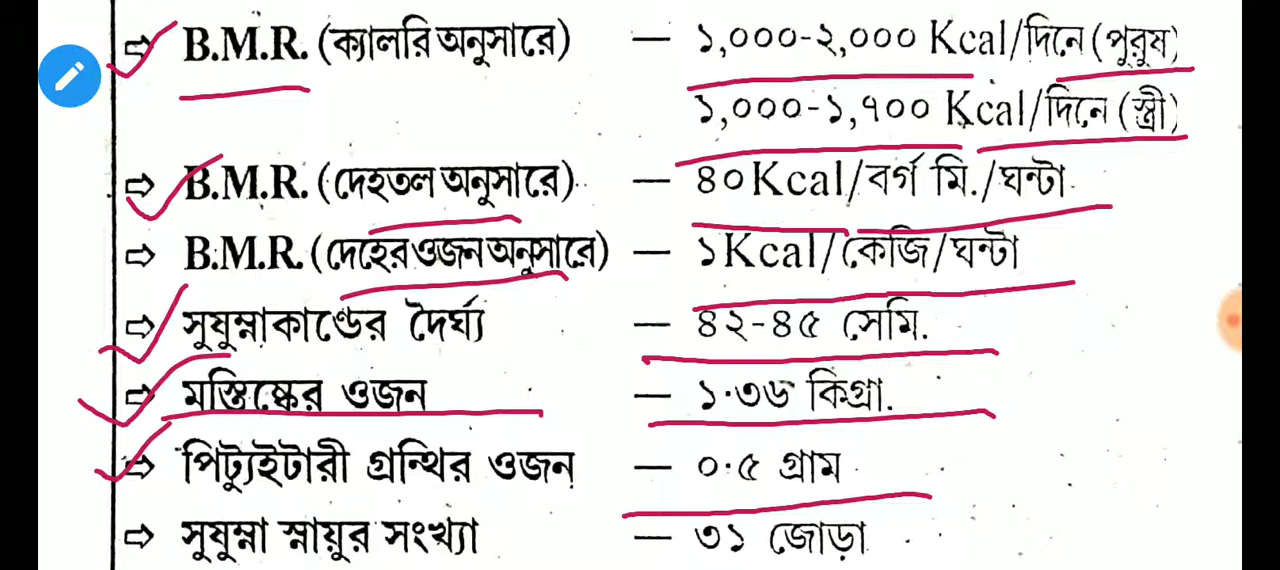 ⇨ B.M.R. (ক্যালরি অনুসারে) — ১,০০০-২,০০০ Kcal/দিনে (পুরুষ)
১,০০০-১,৭০০ Kcal/দিনে (স্ত্রী)
⇨ B.M.R. (দেহতল অনুসারে) — ৪০ Kcal/বর্গ মি./ঘন্টা
⇨ B.M.R. (দেহের ওজন অনুসারে) — ১ Kcal/কেজি/ঘন্টা
⇨ সুষুম্নাকাণ্ডের দৈর্ঘ্য — ৪২-৪৫ সেমি.
⇨ মস্তিষ্কের ওজন — ১·৩৬ কিগ্রা.
⇨ পিট্যুইটারী গ্রন্থির ওজন — ০·৫ গ্রাম
⇨ সুষুম্না স্নায়ুর সংখ্যা — ৩১ জোড়া